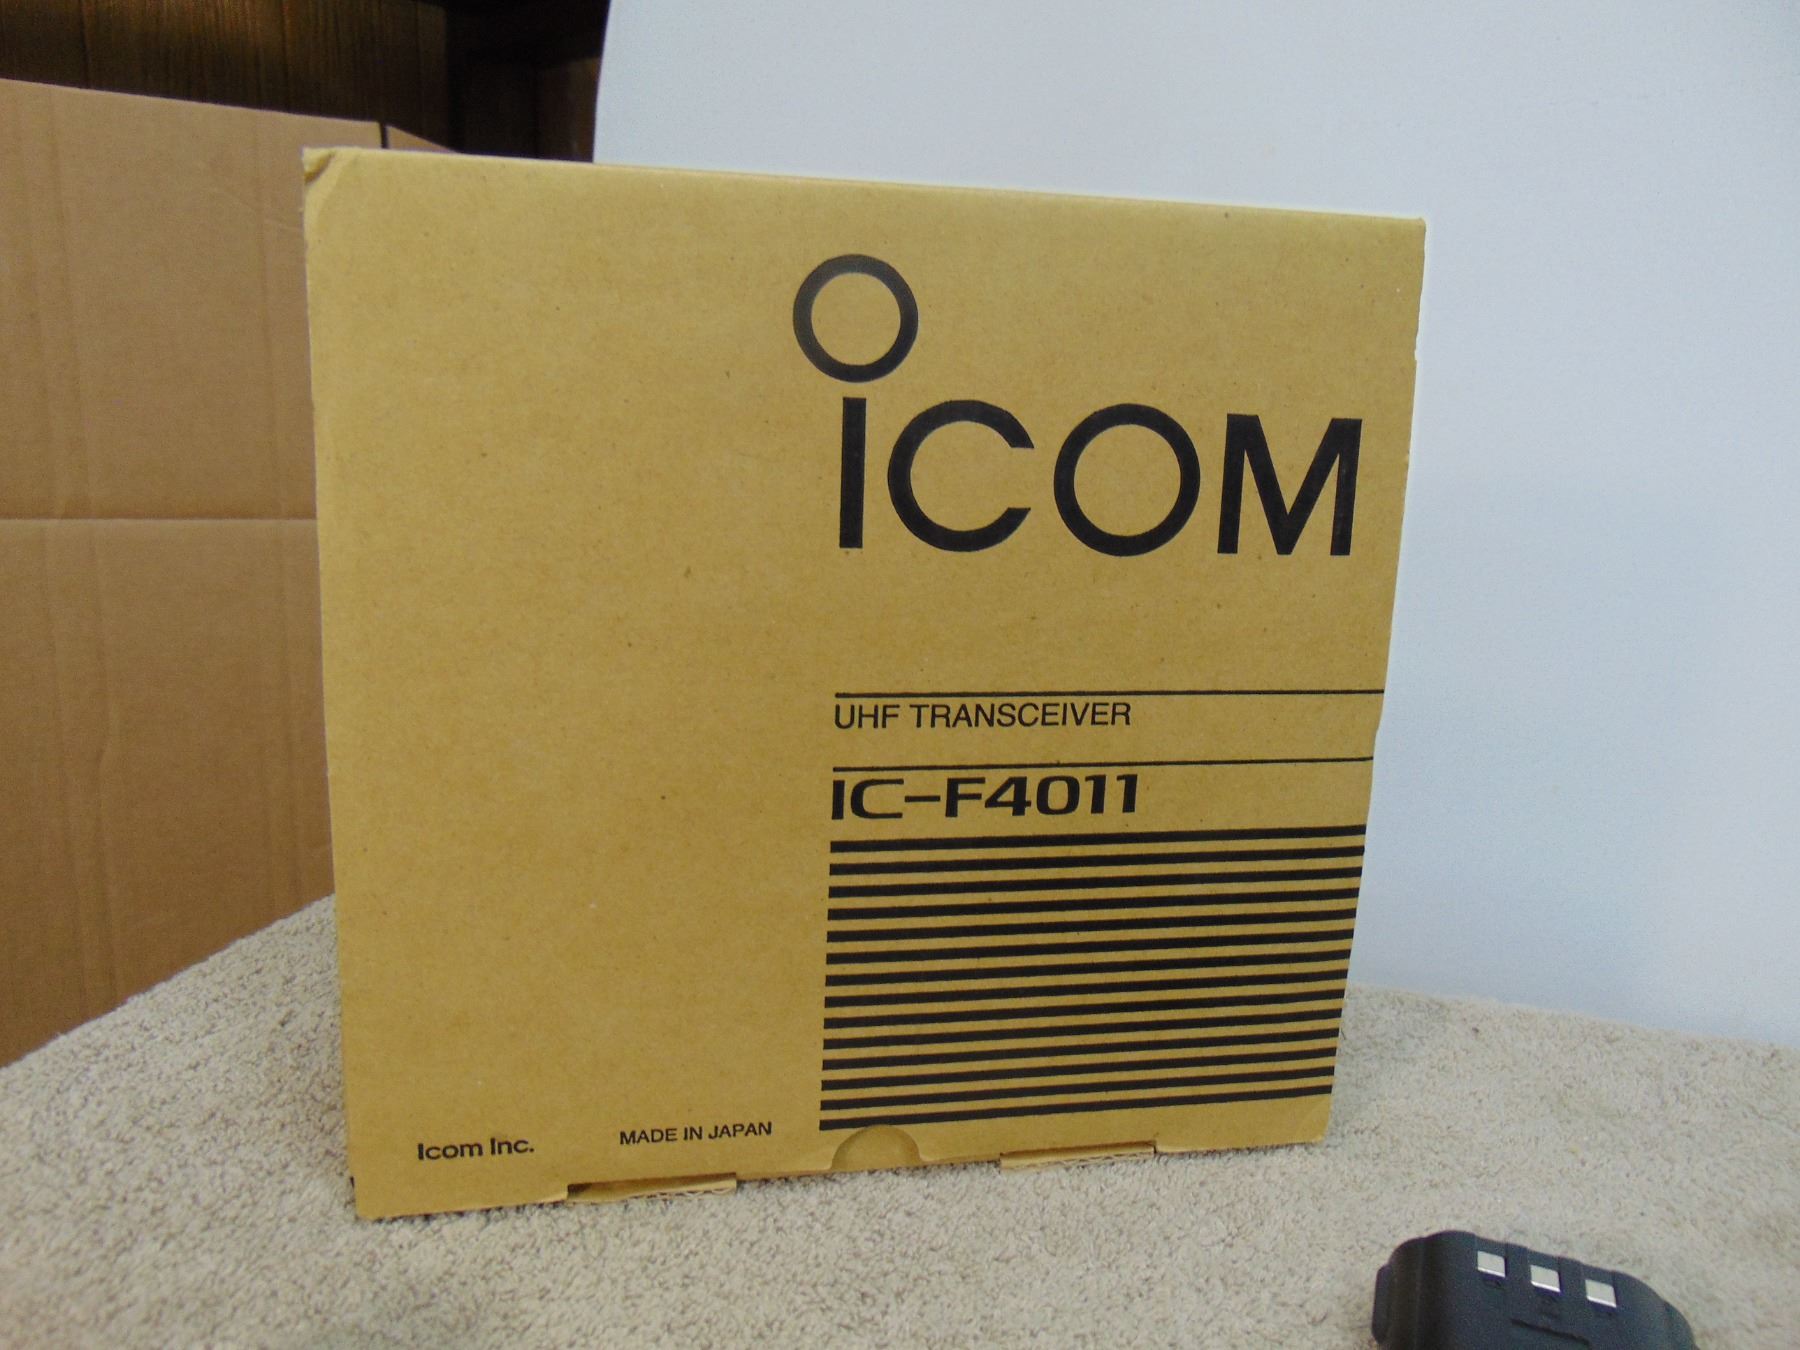 ICOM
UHF TRANSCEIVER
IC-F4011
Icom Inc.
MADE IN JAPAN